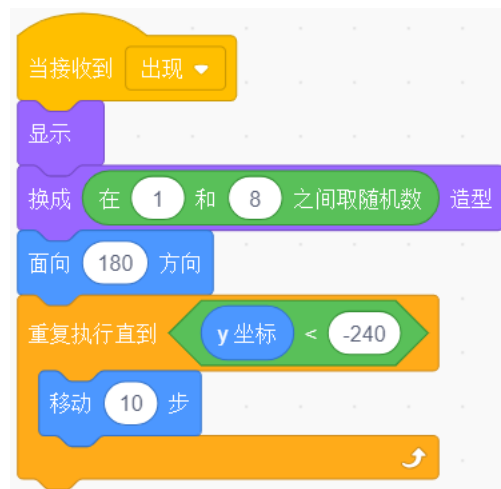 当接收到 出现
显示
换成 在 1 和 8 之间取随机数 造型
面向 180 方向
重复执行直到 y 坐标 < -240
移动 10 步